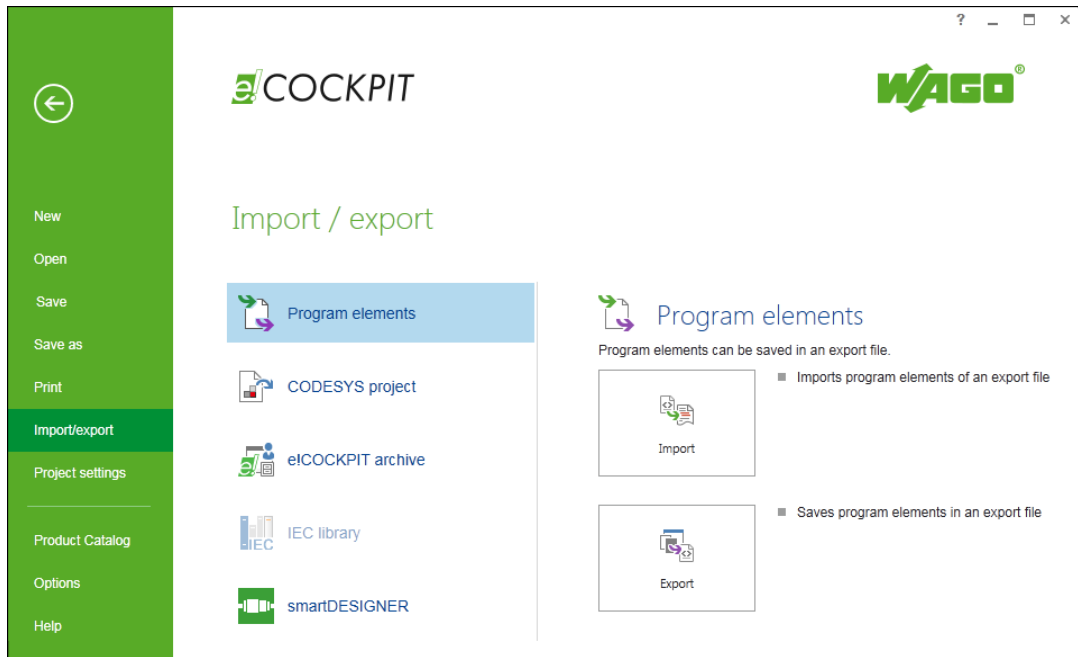 ?
e!COCKPIT
WAGO®
New
Open
Save
Save as
Print
Import/export
Project settings
Product Catalog
Options
Help
Import / export
Program elements
CODESYS project
e!COCKPIT archive
IEC
IEC library
smartDESIGNER
Program elements
Program elements can be saved in an export file.
Import
Imports program elements of an export file
Export
Saves program elements in an export file